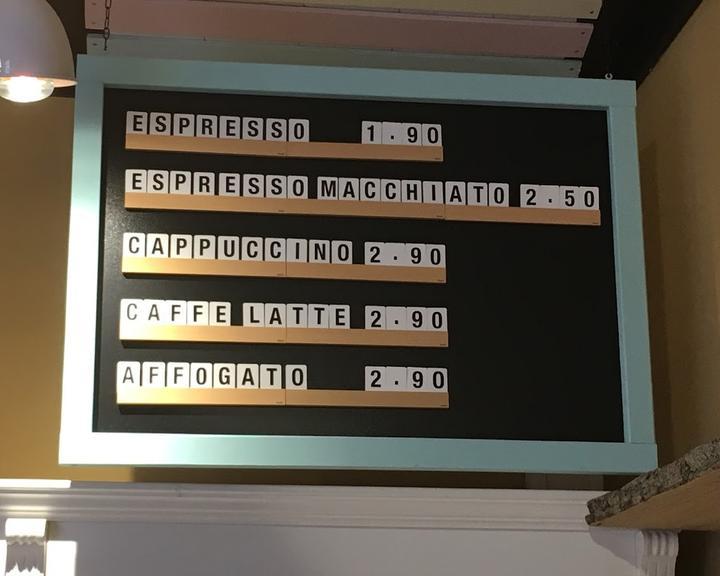 ESPRESSO 1.90
ESPRESSO MACCHIATO 2.50
CAPPUCCINO 2.90
CAFFE LATTE 2.90
AFFOGATO 2.90